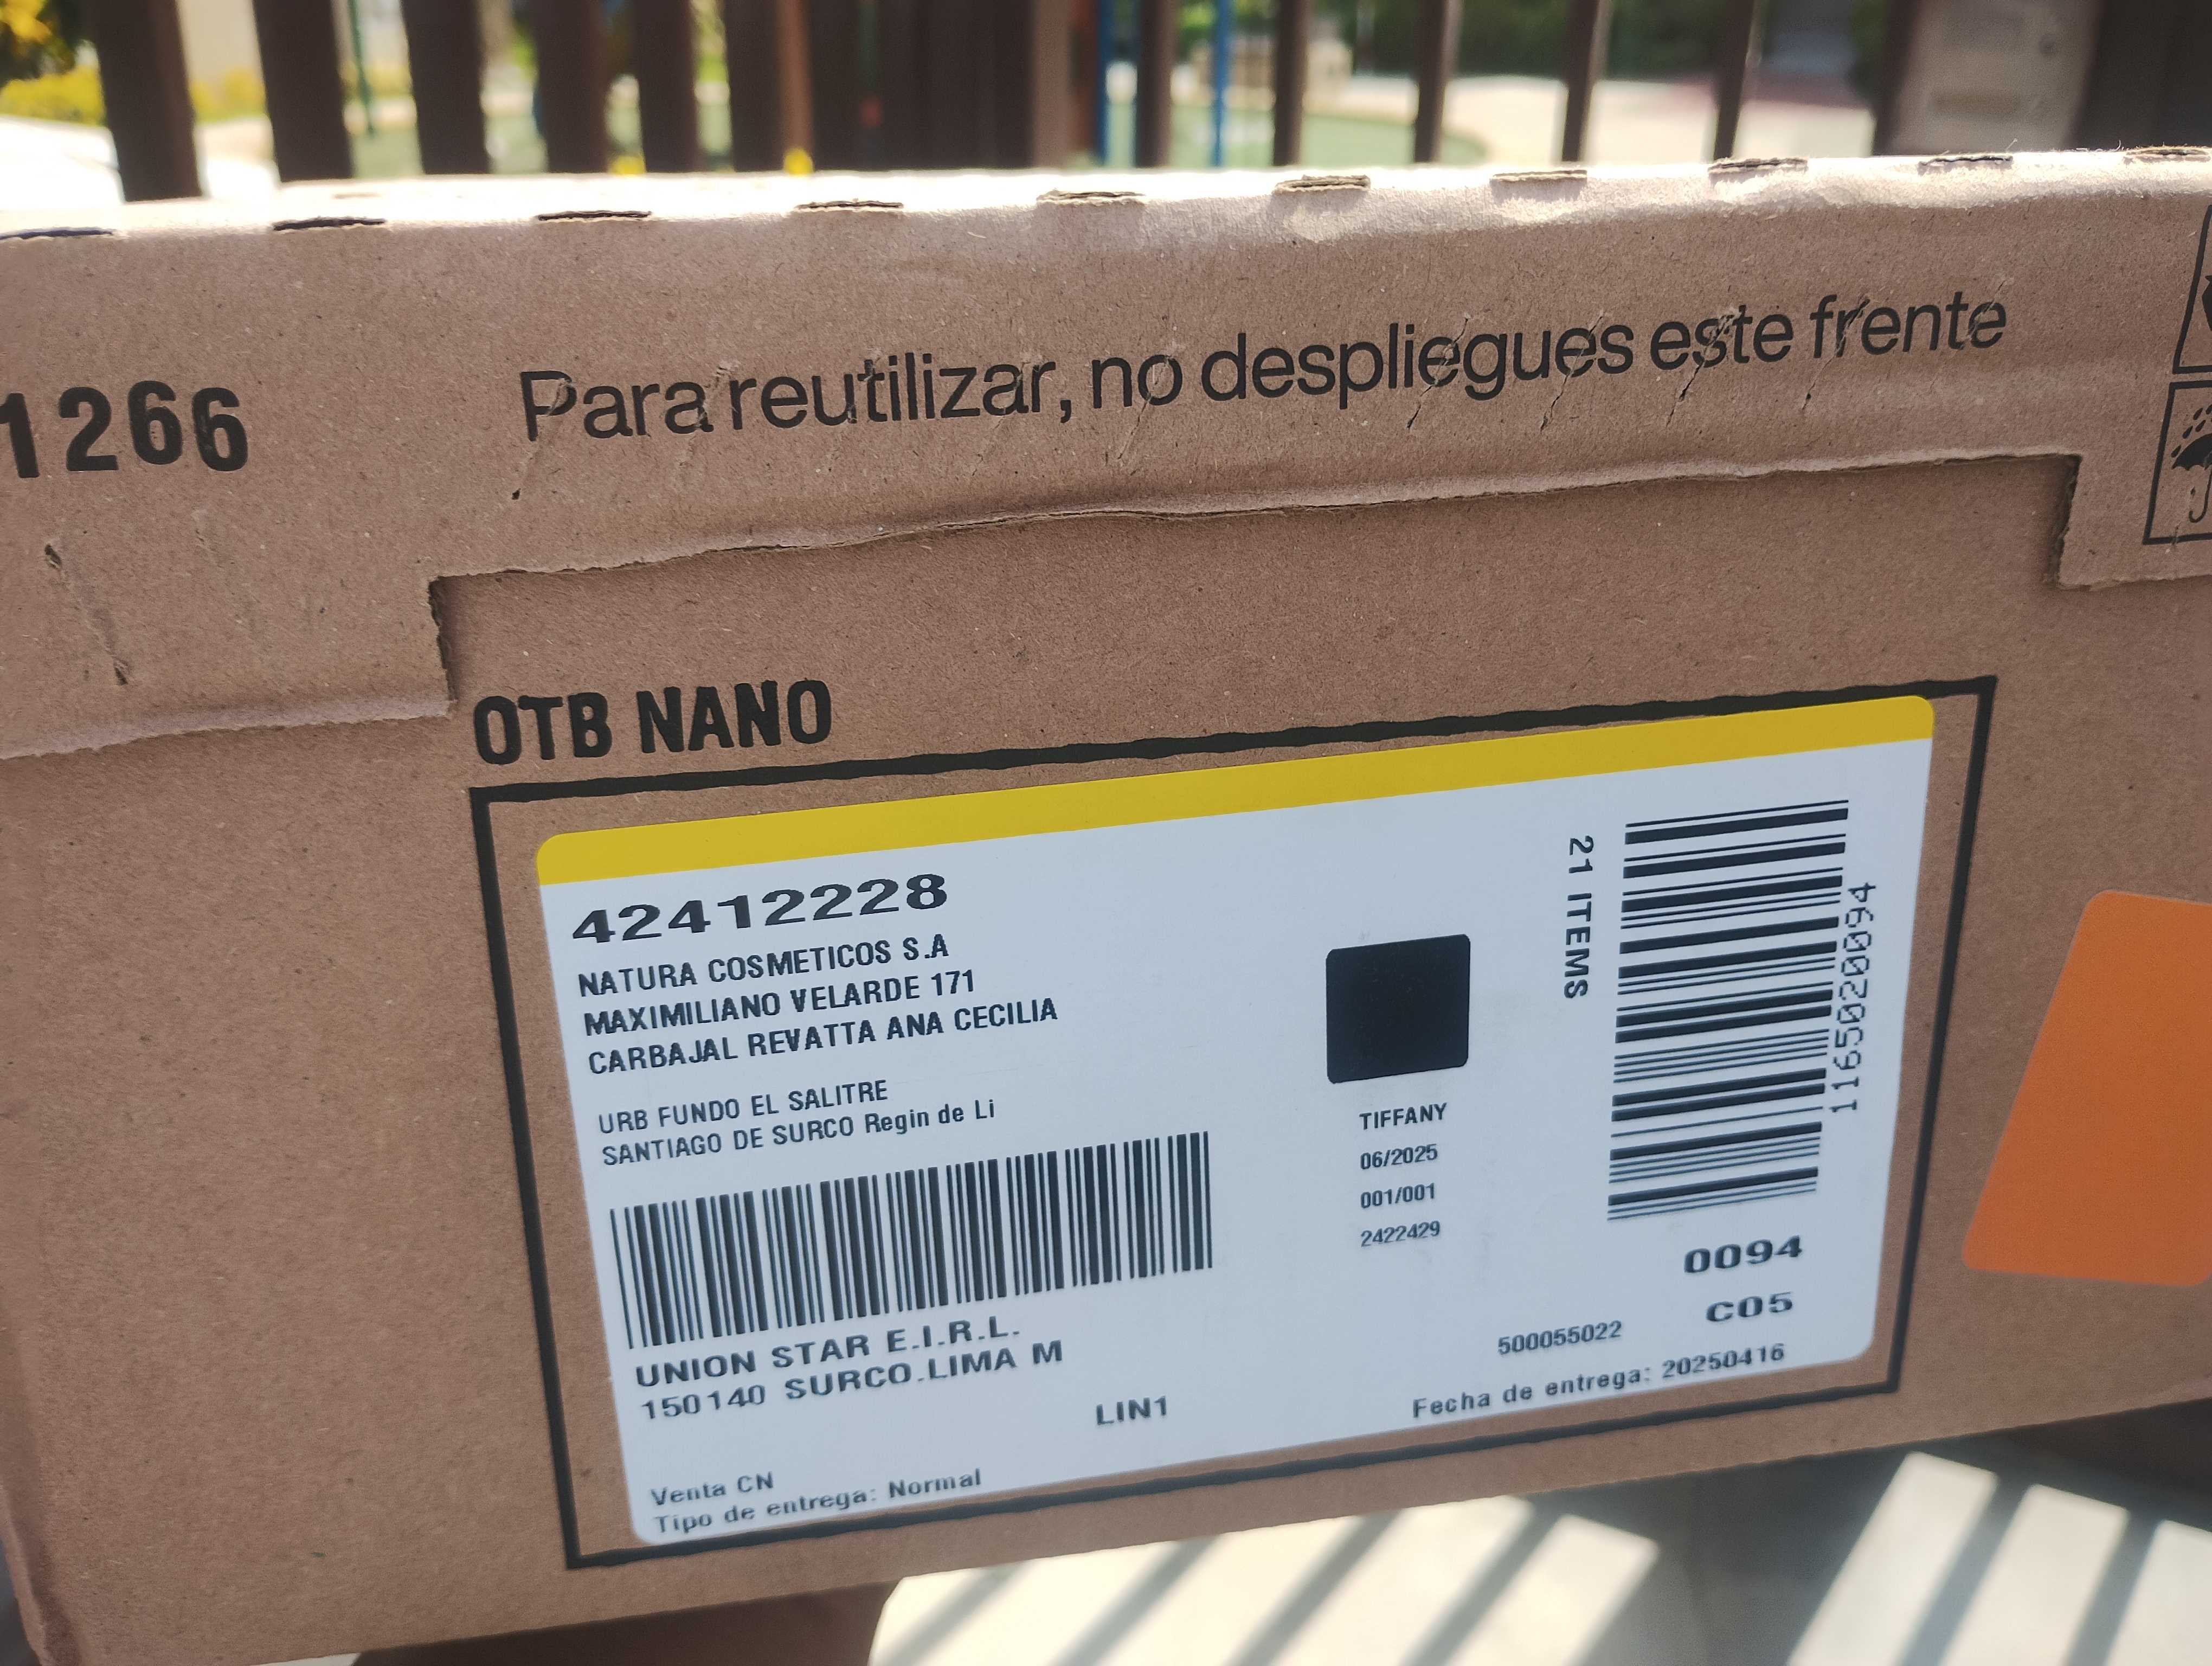 1266
Para reutilizar, no despliegues este frente
OTB NANO
42412228
NATURA COSMETICOS S.A
MAXIMILIANO VELARDE 171
CARBAJAL REVATTA ANA CECILIA
URB FUNDO EL SALITRE
SANTIAGO DE SURCO Regin de Li
UNION STAR E.I.R.L.
150140 SURCO.LIMA M
LIN1
Venta CN
Tipo de entrega: Normal
TIFFANY
06/2025
001/001
2422429
21 ITEMS
11650200094
0094
C05
500055022
Fecha de entrega: 20250416